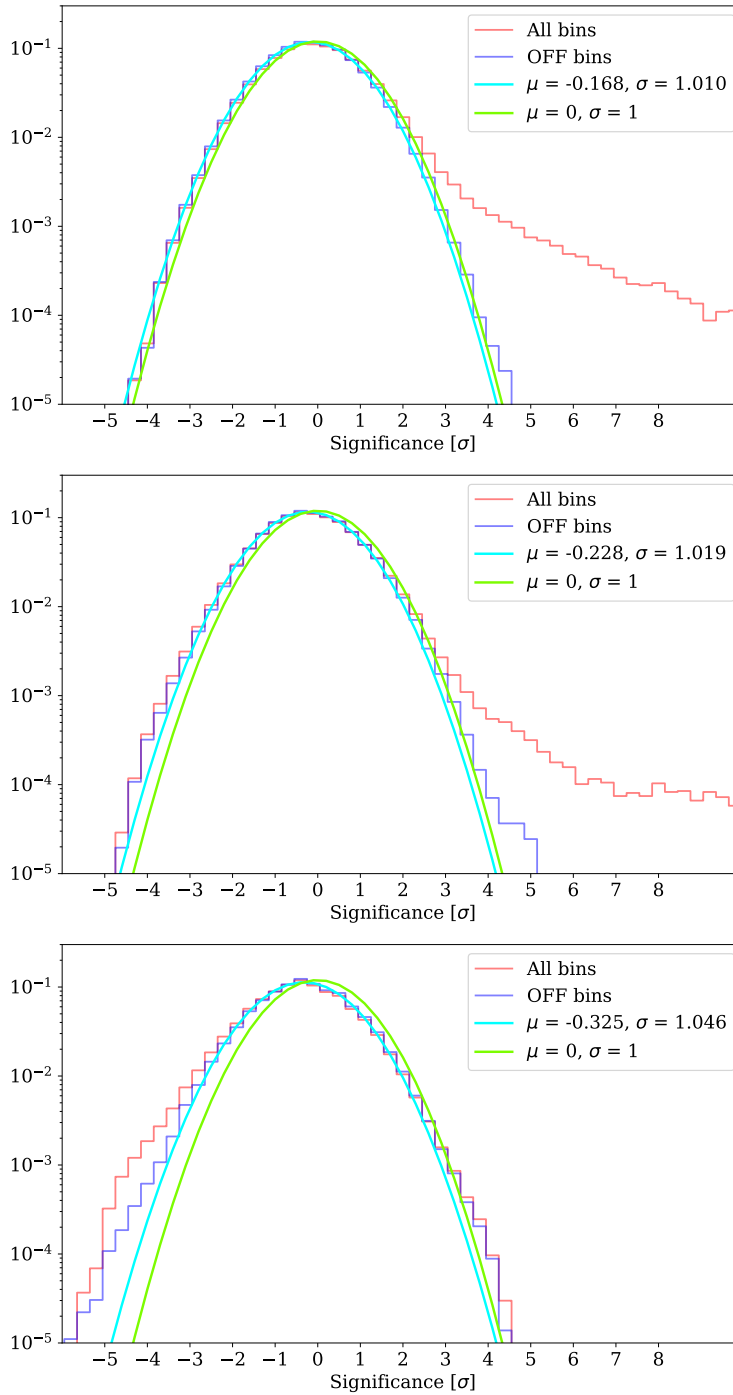 10⁻¹
10⁻²
10⁻³
10⁻⁴
10⁻⁵
All bins
OFF bins
μ = -0.168, σ = 1.010
μ = 0, σ = 1
−5 −4 −3 −2 −1 0 1 2 3 4 5 6 7 8
Significance [σ]
10⁻¹
10⁻²
10⁻³
10⁻⁴
10⁻⁵
All bins
OFF bins
μ = -0.228, σ = 1.019
μ = 0, σ = 1
−5 −4 −3 −2 −1 0 1 2 3 4 5 6 7 8
Significance [σ]
10⁻¹
10⁻²
10⁻³
10⁻⁴
10⁻⁵
All bins
OFF bins
μ = -0.325, σ = 1.046
μ = 0, σ = 1
−5 −4 −3 −2 −1 0 1 2 3 4 5 6 7 8
Significance [σ]